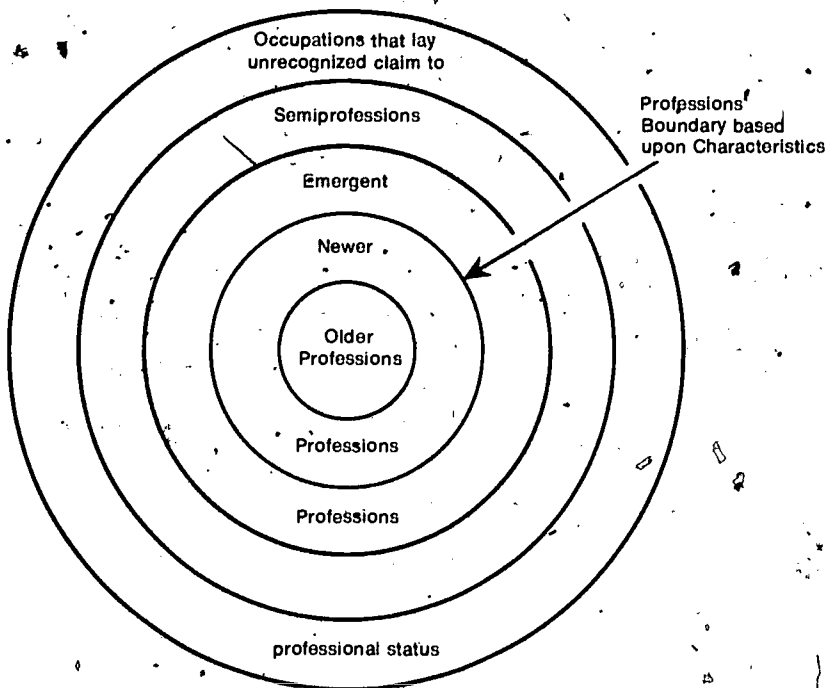 Occupations that lay
unrecognized claim to
Semiprofessions
Emergent
Newer
Older
Professions
Professions
Professions
professional status
Professions'
Boundary based
upon Characteristics